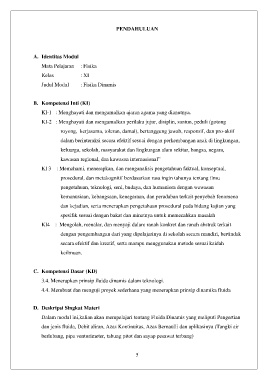 PENDAHULUAN
A. Identitas Modul
Mata Pelajaran : Fisika
Kelas : XI
Judul Modul : Fisika Dinamis
B. Kompetensi Inti (KI)
KI-1 : Menghayati dan mengamalkan ajaran agama yang dianutnya.
KI-2 : Menghayati dan mengamalkan perilaku jujur, disiplin, santun, peduli (gotong
royong, kerjasama, toleran, damai), bertanggung jawab, responsif, dan pro-aktif
dalam berinteraksi secara efektif sesuai dengan perkembangan anak di lingkungan,
keluarga, sekolah, masyarakat dan lingkungan alam sekitar, bangsa, negara,
kawasan regional, dan kawasan internasional"
KI 3 : Memahami, menerapkan, dan menganalisis pengetahuan faktual, konseptual,
prosedural, dan metakognitif berdasarkan rasa ingin tahunya tentang ilmu
pengetahuan, teknologi, seni, budaya, dan humaniora dengan wawasan
kemanusiaan, kebangsaan, kenegaraan, dan peradaban terkait penyebab fenomena
dan kejadian, serta menerapkan pengetahuan prosedural pada bidang kajian yang
spesifik sesuai dengan bakat dan minatnya untuk memecahkan masalah
KI4 : Mengolah, menalar, dan menyaji dalam ranah konkret dan ranah abstrak terkait
dengan pengembangan dari yang dipelajarinya di sekolah secara mandiri, bertindak
secara efektif dan kreatif, serta mampu menggunakan metode sesuai kaidah
keilmuan.
C. Kompetensi Dasar (KD)
3.4. Menerapkan prinsip fluida dinamis dalam teknologi.
4.4. Membuat dan menguji proyek sederhana yang menerapkan prinsip dinamika fluida
D. Deskripsi Singkat Materi
Dalam modul ini, kalian akan mempelajari tentang Fluida Dinamis yang meliputi Pengertian
dan jenis fluida, Debit aliran, Azas Kontinuitas, Azas Bernoulli dan aplikasinya (Tangki air
berlubang, pipa venturimeter, tabung pitot dan sayap pesawat terbang)